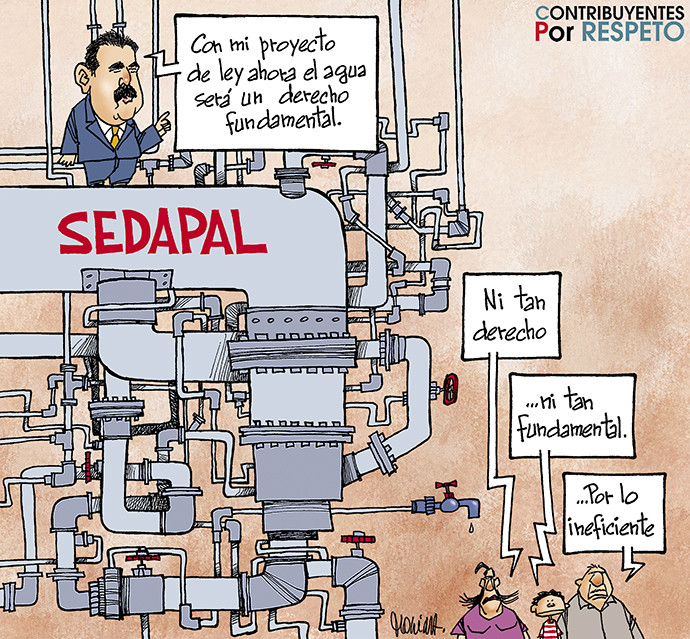 CONTRIBUYENTES
Por RESPETO
Con mi proyecto
de ley ahora el agua
será un derecho
fundamental.
SEDAPAL
Ni tan
derecho
...ni tan
fundamental.
...Por lo
ineficiente